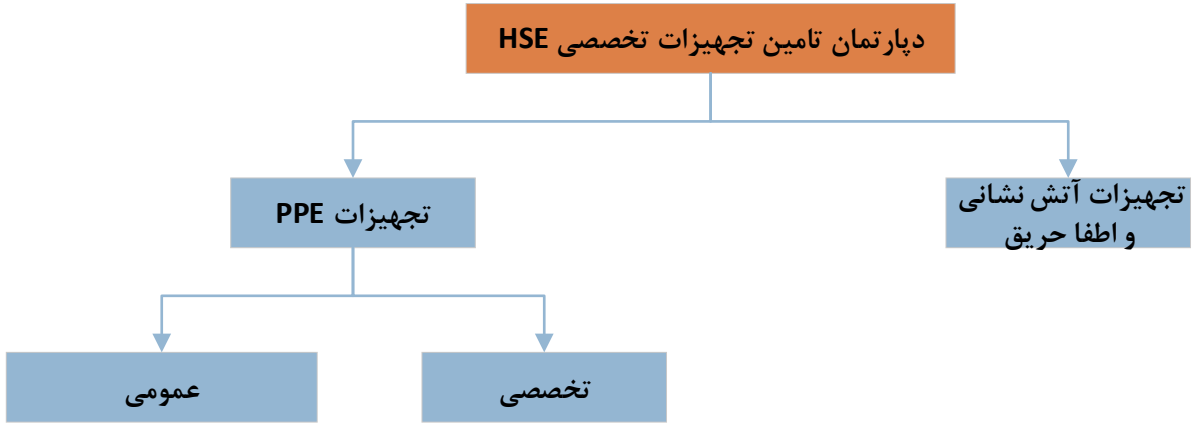 دپارتمان تامین تجهیزات تخصصی HSE
تجهیزات آتش نشانی
و اطفا حریق
تجهیزات PPE
تخصصی
عمومی